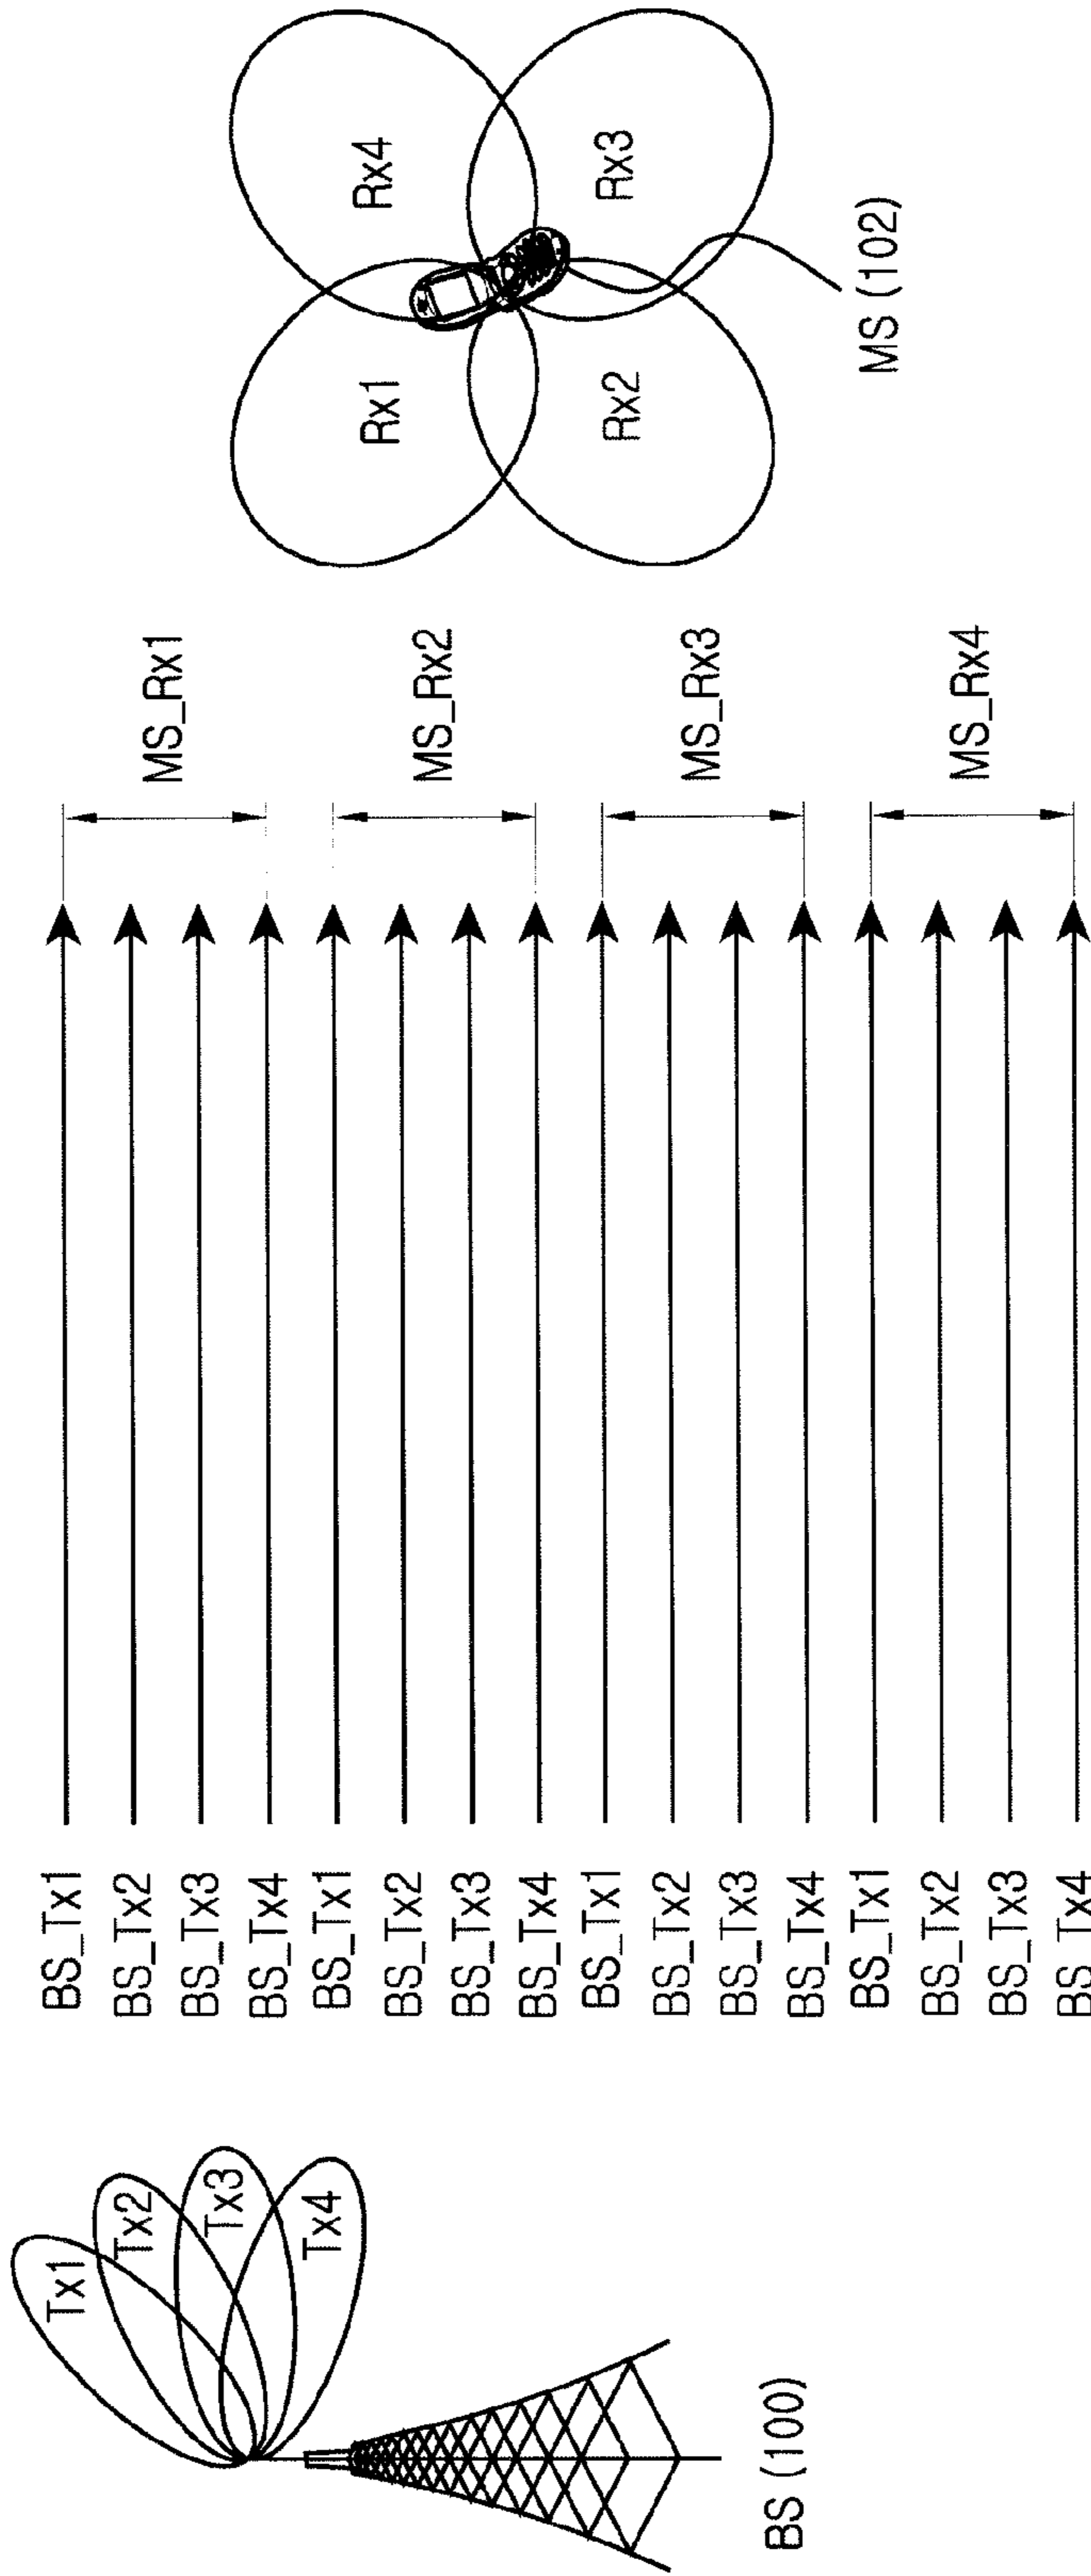 Tx1
Tx2
Tx3
Tx4
BS (100)
BS_Tx1
BS_Tx2
BS_Tx3
BS_Tx4
BS_Tx1
BS_Tx2
BS_Tx3
BS_Tx4
BS_Tx1
BS_Tx2
BS_Tx3
BS_Tx4
BS_Tx1
BS_Tx2
BS_Tx3
BS_Tx4
MS_Rx1
MS_Rx2
MS_Rx3
MS_Rx4
Rx1
Rx4
Rx2
Rx3
MS (102)